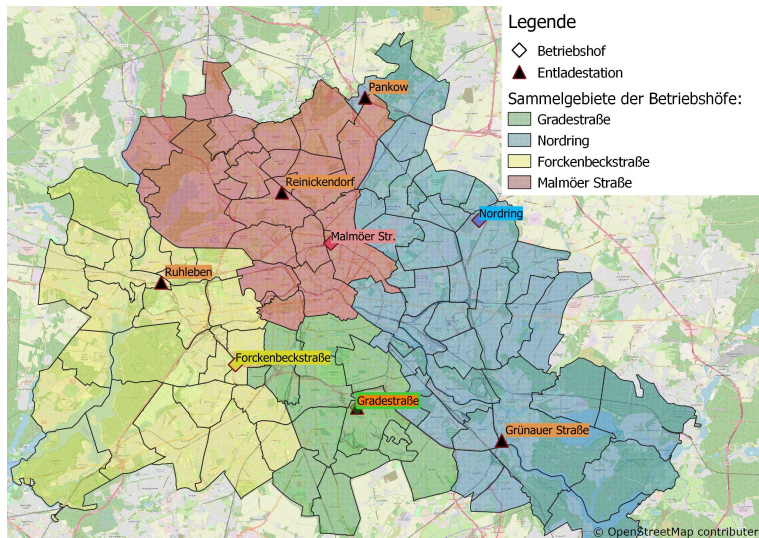 Legende
Betriebshof
Entladestation
Sammelgebiete der Betriebshöfe:
Gradestraße
Nordring
Forckenbeckstraße
Malmöer Straße
Pankow
Reinickendorf
Nordring
Malmöer Str.
Ruhleben
Forckenbeckstraße
Gradestraße
Grünauer Straße
© OpenStreetMap contributer